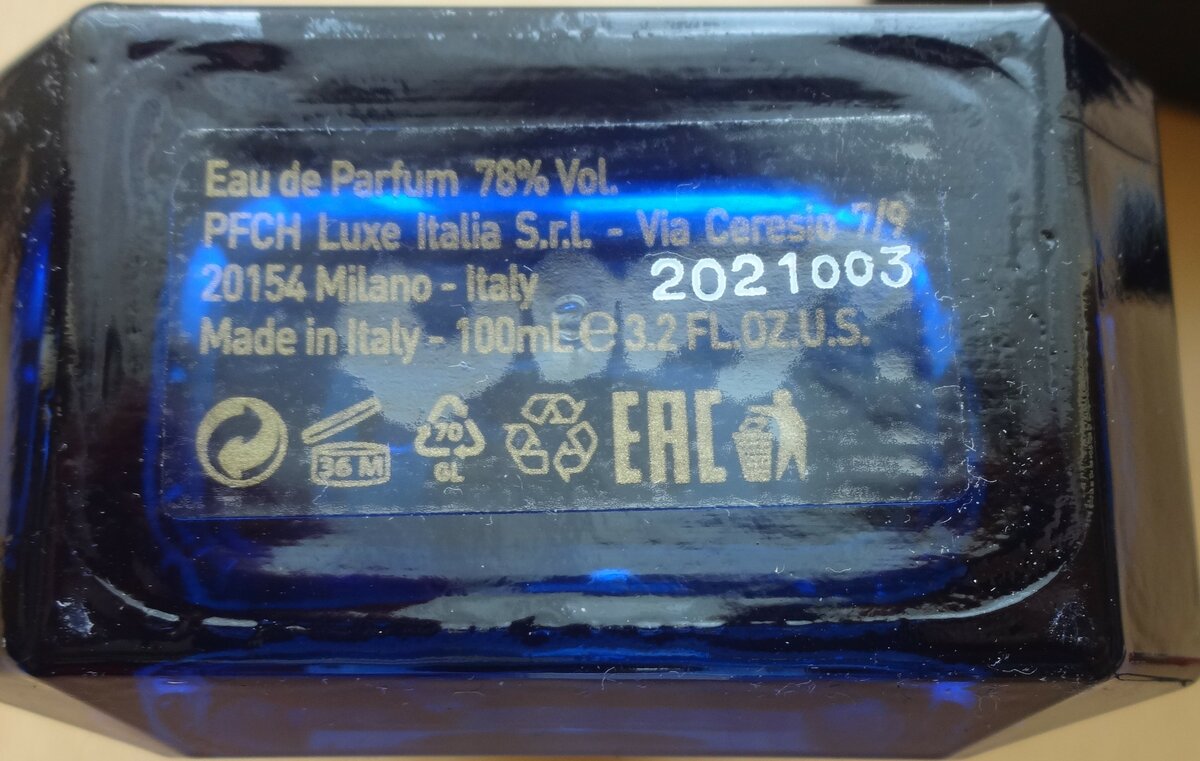 Eau de Parfum 78% Vol.
PFCH Luxe Italia S.r.l. - Via Ceresio 7/9
20154 Milano - Italy 2021003
Made in Italy - 100mL ℮ 3.2 FL.OZ.U.S.
36 M
70
GL
EAC